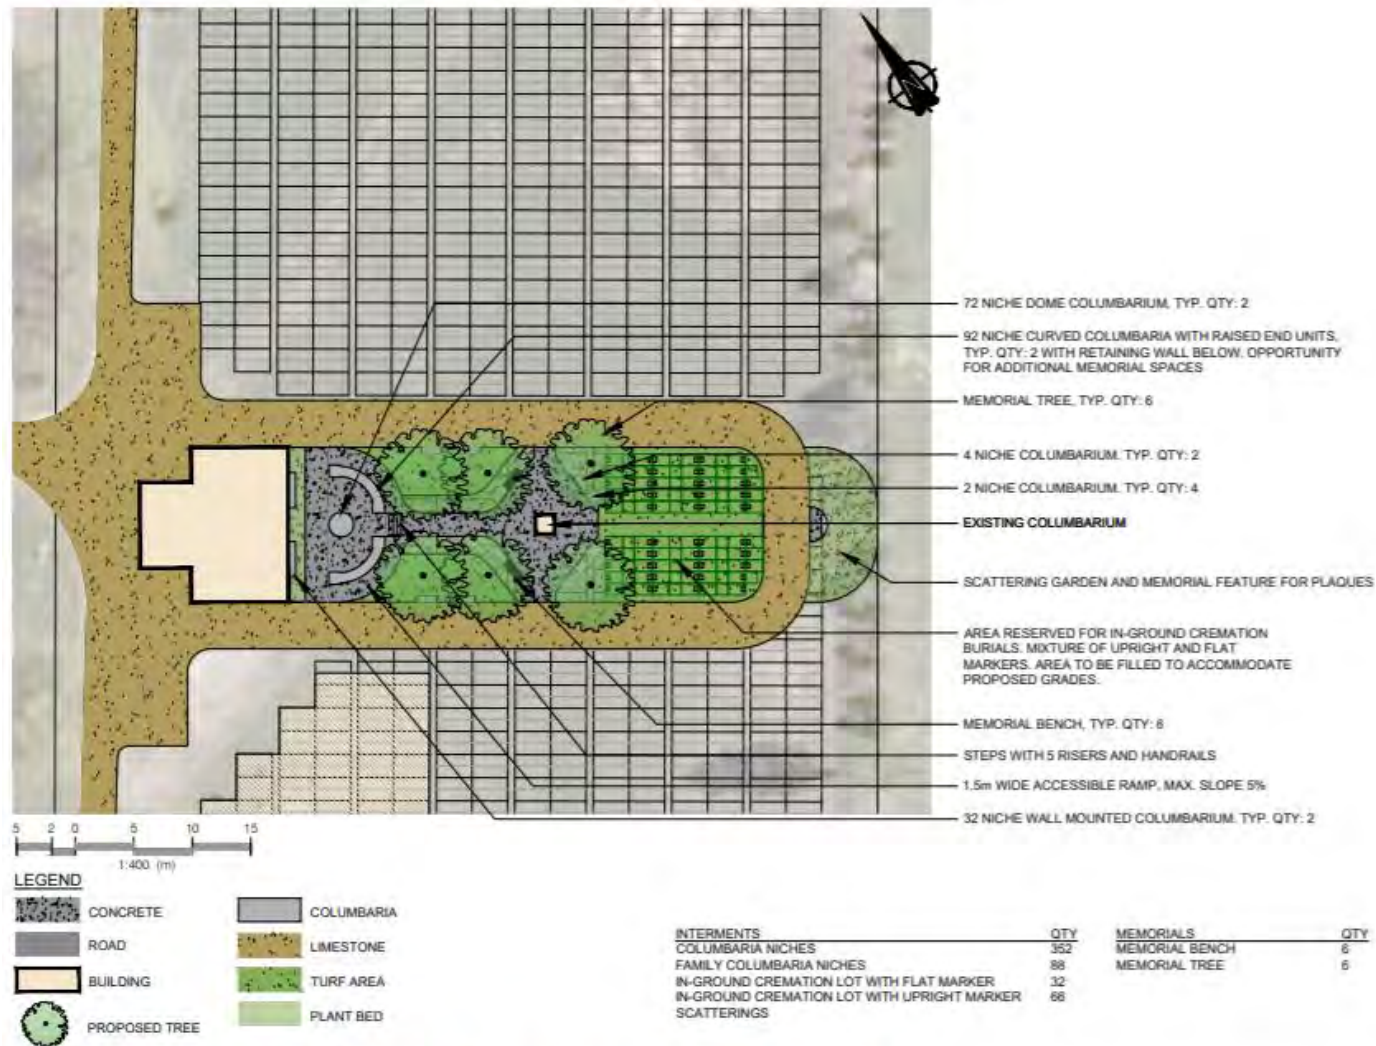 72 NICHE DOME COLUMBARIUM, TYP. QTY: 2
92 NICHE CURVED COLUMBARIA WITH RAISED END UNITS,
TYP. QTY: 2 WITH RETAINING WALL BELOW. OPPORTUNITY
FOR ADDITIONAL MEMORIAL SPACES
MEMORIAL TREE, TYP. QTY: 6
4 NICHE COLUMBARIUM. TYP. QTY: 2
2 NICHE COLUMBARIUM. TYP. QTY: 4
EXISTING COLUMBARIUM
SCATTERING GARDEN AND MEMORIAL FEATURE FOR PLAQUES
AREA RESERVED FOR IN-GROUND CREMATION
BURIALS. MIXTURE OF UPRIGHT AND FLAT
MARKERS. AREA TO BE FILLED TO ACCOMMODATE
PROPOSED GRADES.
MEMORIAL BENCH, TYP. QTY: 6
STEPS WITH 5 RISERS AND HANDRAILS
1.5m WIDE ACCESSIBLE RAMP. MAX. SLOPE 5%
32 NICHE WALL MOUNTED COLUMBARIUM. TYP. QTY: 2
5 2 0 5 10 15
1:400 (m)
LEGEND
CONCRETE
ROAD
BUILDING
PROPOSED TREE
COLUMBARIA
LIMESTONE
TURF AREA
PLANT BED
INTERMENTS QTY
COLUMBARIA NICHES 352
FAMILY COLUMBARIA NICHES 88
IN-GROUND CREMATION LOT WITH FLAT MARKER 32
IN-GROUND CREMATION LOT WITH UPRIGHT MARKER 66
SCATTERINGS
MEMORIALS QTY
MEMORIAL BENCH 6
MEMORIAL TREE 6